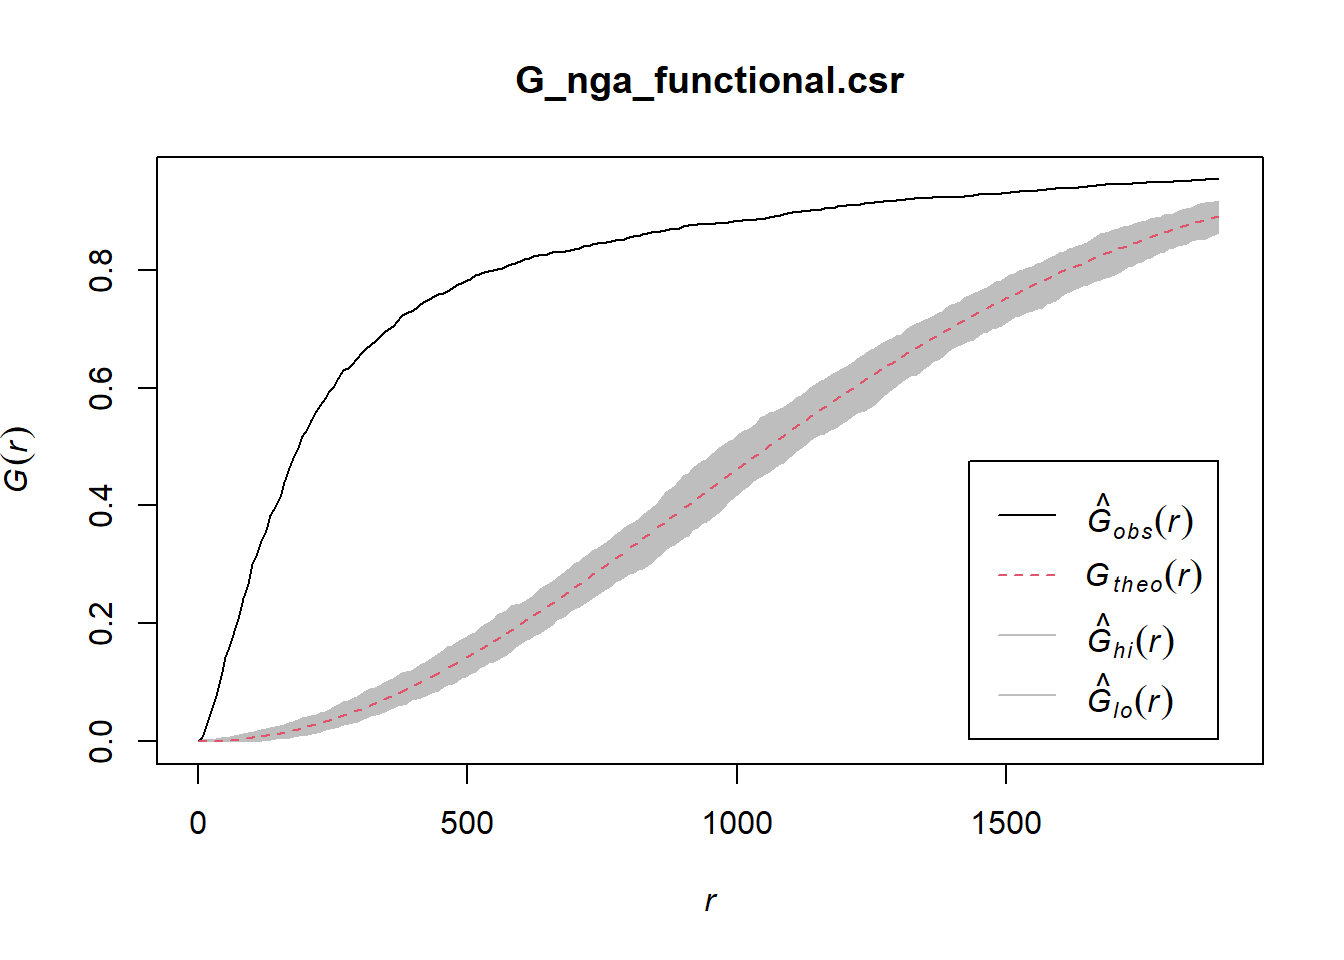 G_nga_functional.csr
G(r)
0.8
0.6
0.4
0.2
0.0
Ĝobs(r)
Gtheo(r)
Ĝhi(r)
Ĝlo(r)
0 500 1000 1500
r